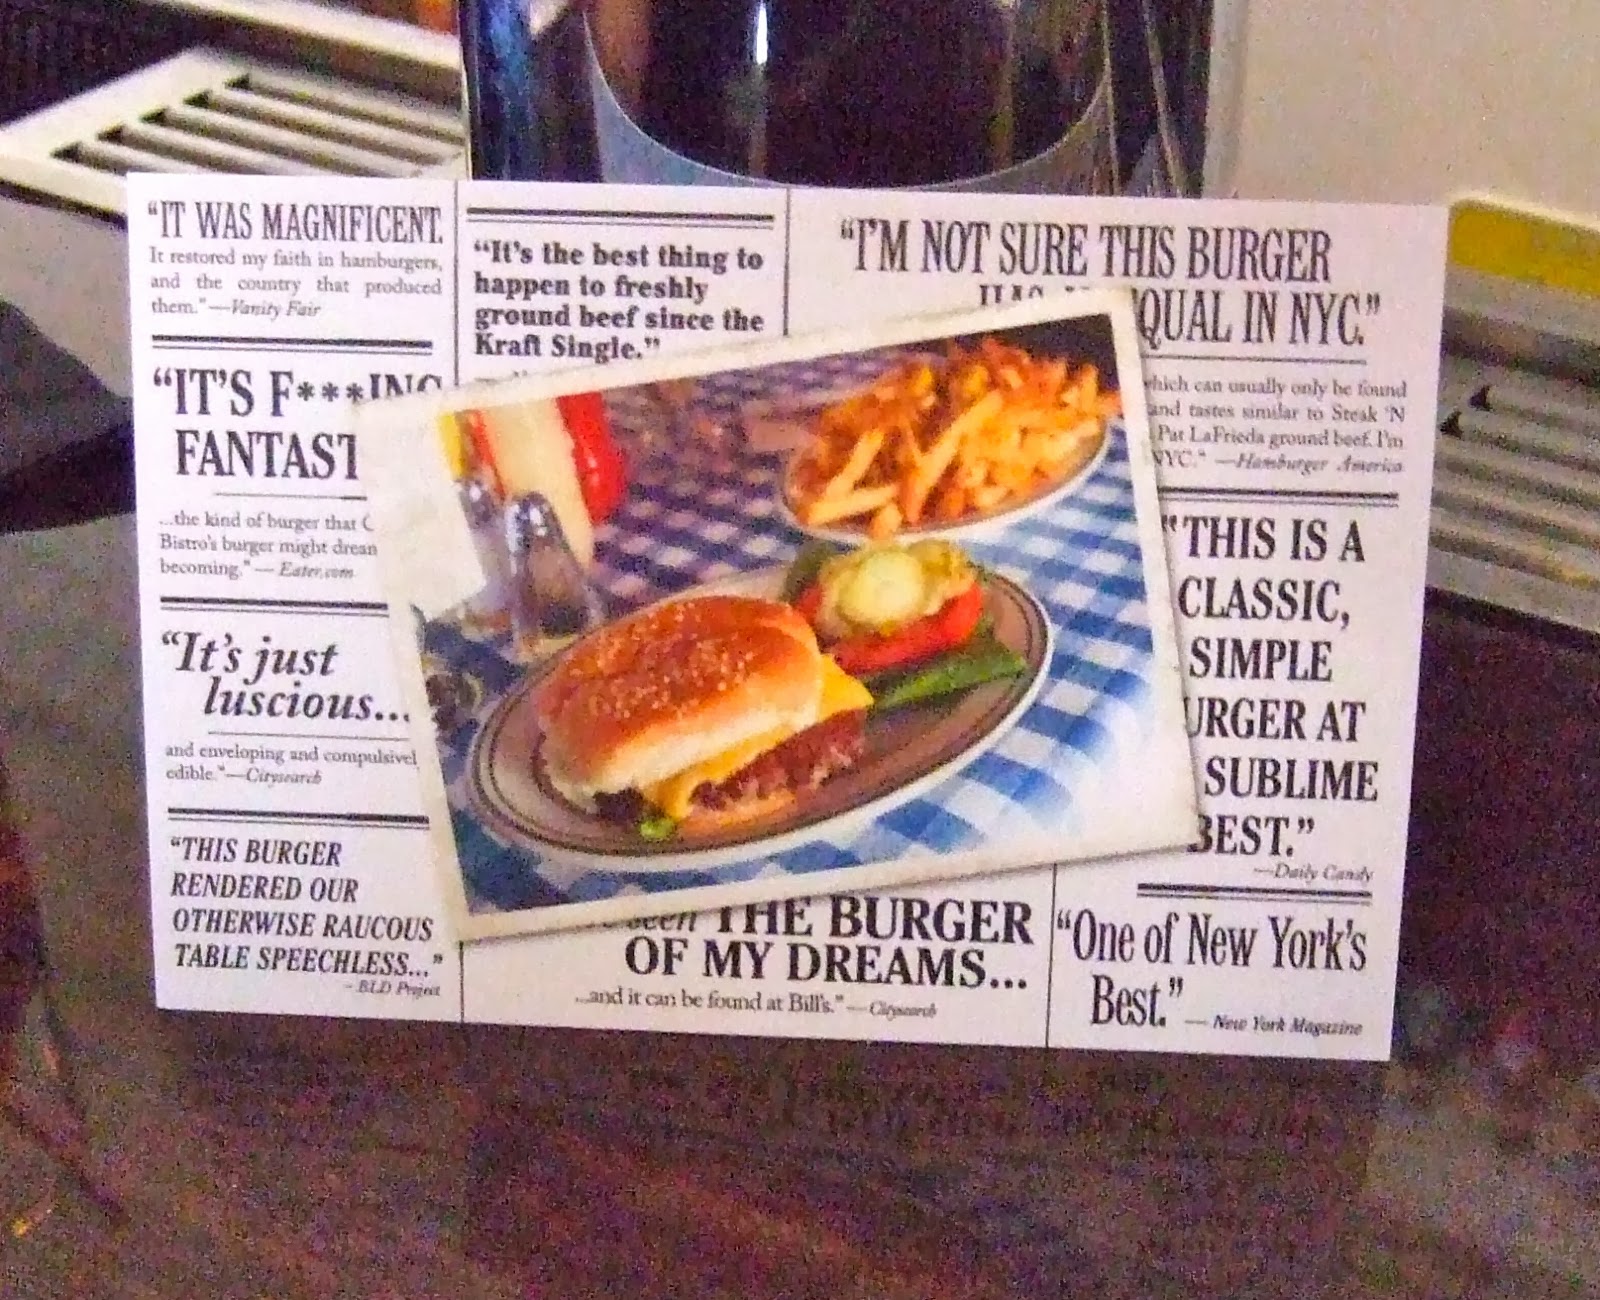 "IT WAS MAGNIFICENT.
It restored my faith in hamburgers,
and the country that produced
them."—Vanity Fair
"IT'S F***ING
FANTAST
...the kind of burger that C
Bistro's burger might drean
becoming."— Eater.com
"It's just
luscious...
and enveloping and compulsivel
edible."—Citysearch
"THIS BURGER
RENDERED OUR
OTHERWISE RAUCOUS
TABLE SPEECHLESS..."
- BLD Project
"It's the best thing to
happen to freshly
ground beef since the
Kraft Single."
"I'M NOT SURE THIS BURGER
QUAL IN NYC."
which can usually only be found
and tastes similar to Steak 'N
Pat LaFrieda ground beef. I'm
NYC." —Hamburger America
"THIS IS A
CLASSIC,
SIMPLE
URGER AT
SUBLIME
BEST."
—Daily Candy
been THE BURGER
OF MY DREAMS...
...and it can be found at Bill's."—Citysearch
"One of New York's
Best."
— New York Magazine